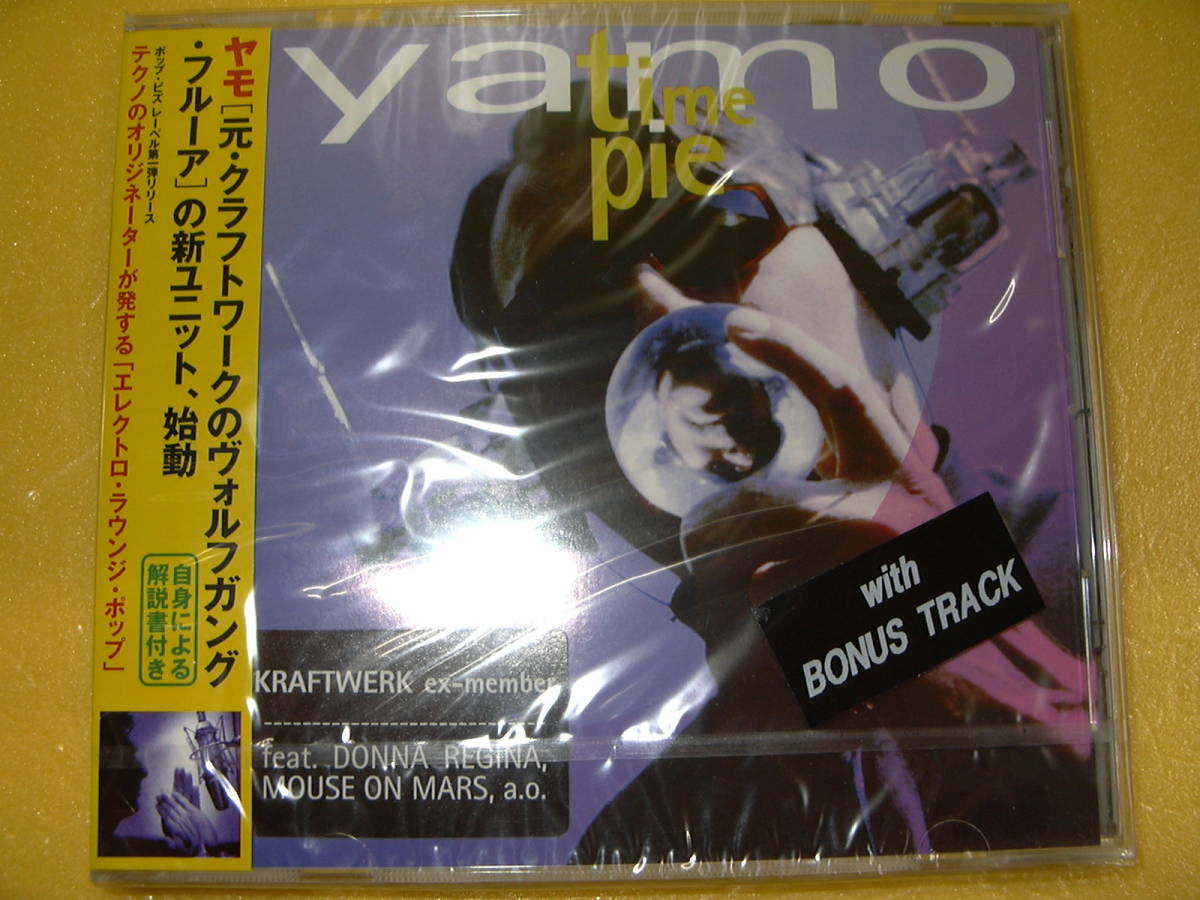 ヤモ［元・クラフトワークのヴォルフガング
・フルーア］の新ユニット、始動
ポップ・ビズ レーベル第一弾リリース
テクノのオリジネーターが発する「エレクトロ・ラウンジ・ポップ」
自身による
解説書付き
yamo
time
pie
with
BONUS TRACK
KRAFTWERK ex-member
feat. DONNA REGINA,
MOUSE ON MARS, a.o.